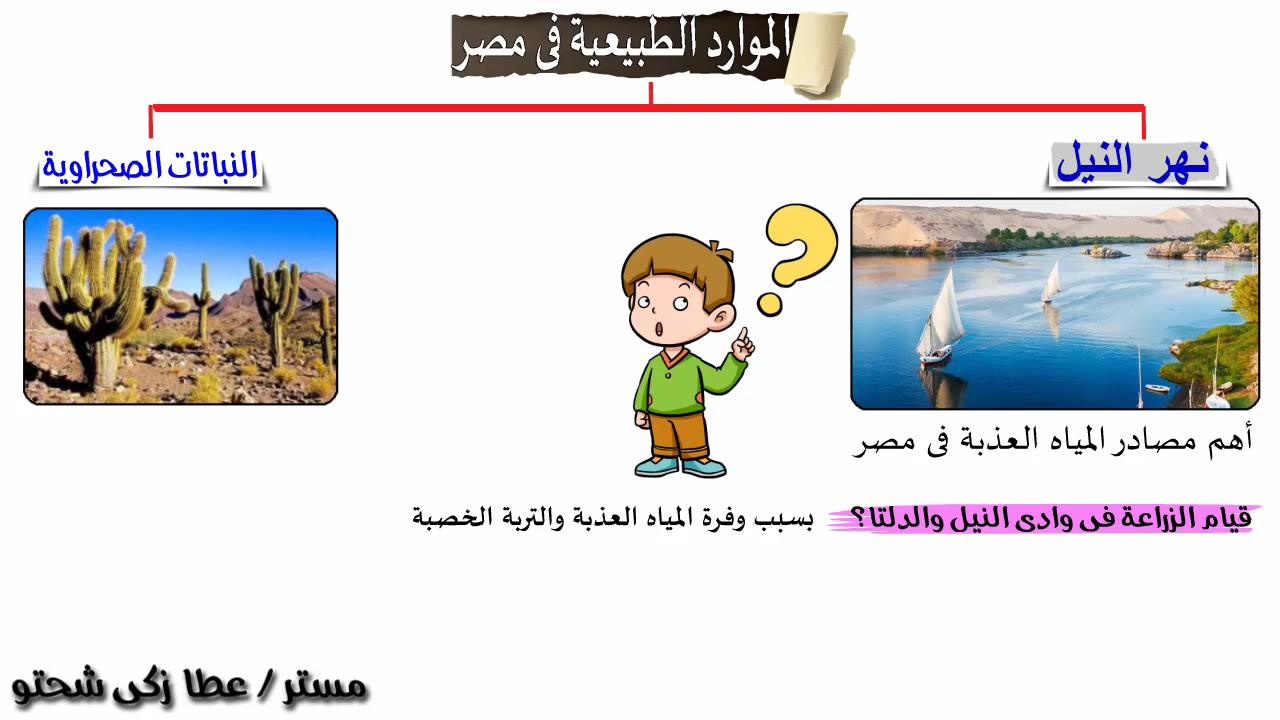 الموارد الطبيعية فى مصر
نهر النيل
النباتات الصحراوية
أهم مصادر المياه العذبة فى مصر
قيام الزراعة فى وادى النيل والدلتا؟ بسبب وفرة المياه العذبة والتربة الخصبة
مستر / عطا زكى شحتو